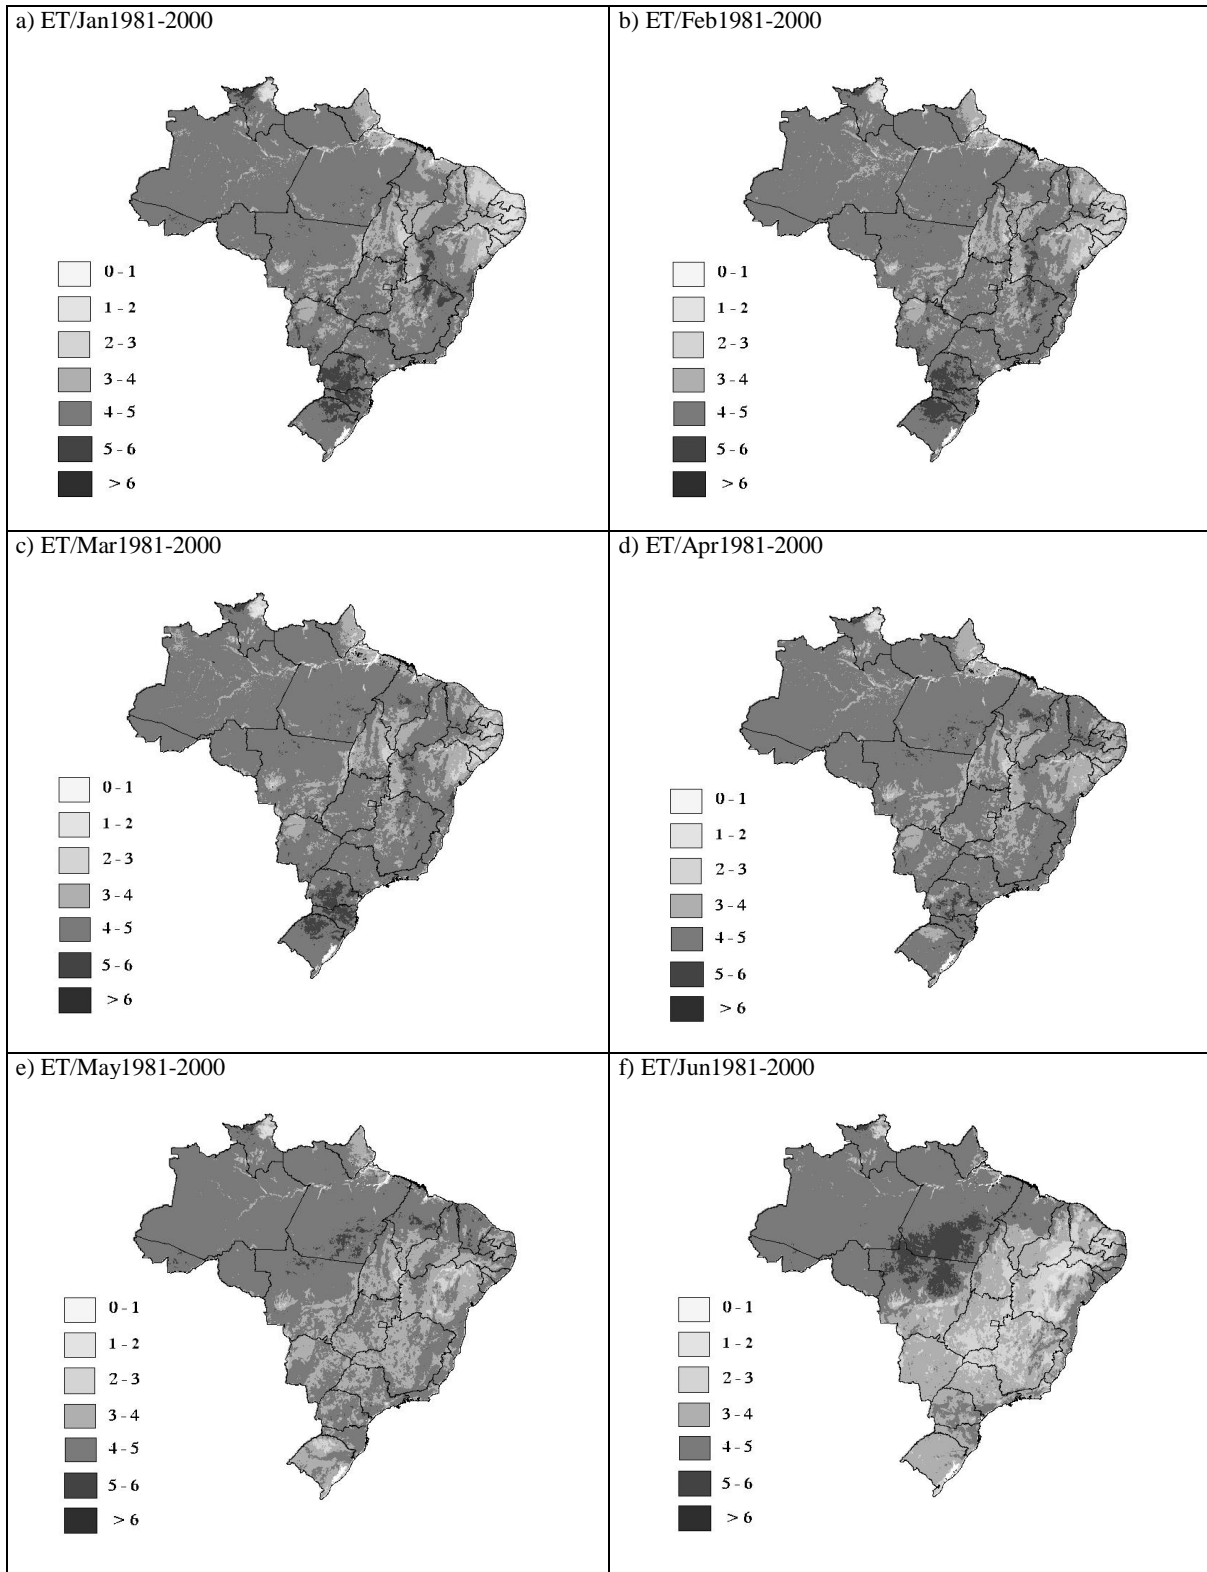 a) ET/Jan1981-2000
0 - 1
1 - 2
2 - 3
3 - 4
4 - 5
5 - 6
> 6
b) ET/Feb1981-2000
0 - 1
1 - 2
2 - 3
3 - 4
4 - 5
5 - 6
> 6
c) ET/Mar1981-2000
0 - 1
1 - 2
2 - 3
3 - 4
4 - 5
5 - 6
> 6
d) ET/Apr1981-2000
0 - 1
1 - 2
2 - 3
3 - 4
4 - 5
5 - 6
> 6
e) ET/May1981-2000
0 - 1
1 - 2
2 - 3
3 - 4
4 - 5
5 - 6
> 6
f) ET/Jun1981-2000
0 - 1
1 - 2
2 - 3
3 - 4
4 - 5
5 - 6
> 6